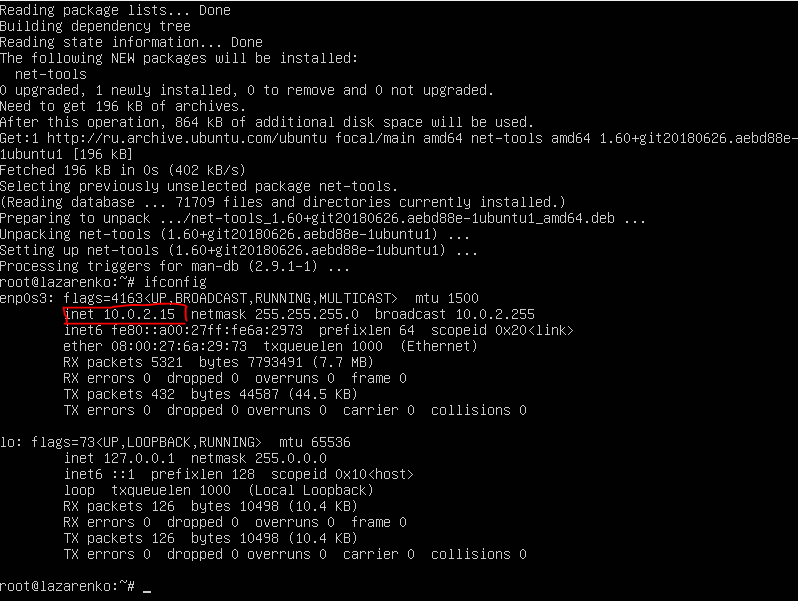 Reading package lists... Done
Building dependency tree
Reading state information... Done
The following NEW packages will be installed:
  net-tools
0 upgraded, 1 newly installed, 0 to remove and 0 not upgraded.
Need to get 196 kB of archives.
After this operation, 864 kB of additional disk space will be used.
Get:1 http://ru.archive.ubuntu.com/ubuntu focal/main amd64 net-tools amd64 1.60+git20180626.aebd88e-
1ubuntu1 [196 kB]
Fetched 196 kB in 0s (402 kB/s)
Selecting previously unselected package net-tools.
(Reading database ... 71709 files and directories currently installed.)
Preparing to unpack .../net-tools_1.60+git20180626.aebd88e-1ubuntu1_amd64.deb ...
Unpacking net-tools (1.60+git20180626.aebd88e-1ubuntu1) ...
Setting up net-tools (1.60+git20180626.aebd88e-1ubuntu1) ...
Processing triggers for man-db (2.9.1-1) ...
root@lazarenko:~# ifconfig
enp0s3: flags=4163<UP,BROADCAST,RUNNING,MULTICAST>  mtu 1500
        inet 10.0.2.15  netmask 255.255.255.0  broadcast 10.0.2.255
        inet6 fe80::a00:27ff:fe6a:2973  prefixlen 64  scopeid 0x20<link>
        ether 08:00:27:6a:29:73  txqueuelen 1000  (Ethernet)
        RX packets 5321  bytes 7793491 (7.7 MB)
        RX errors 0  dropped 0  overruns 0  frame 0
        TX packets 432  bytes 44587 (44.5 KB)
        TX errors 0  dropped 0 overruns 0  carrier 0  collisions 0

lo: flags=73<UP,LOOPBACK,RUNNING>  mtu 65536
        inet 127.0.0.1  netmask 255.0.0.0
        inet6 ::1  prefixlen 128  scopeid 0x10<host>
        loop  txqueuelen 1000  (Local Loopback)
        RX packets 126  bytes 10498 (10.4 KB)
        RX errors 0  dropped 0  overruns 0  frame 0
        TX packets 126  bytes 10498 (10.4 KB)
        TX errors 0  dropped 0 overruns 0  carrier 0  collisions 0

root@lazarenko:~# _